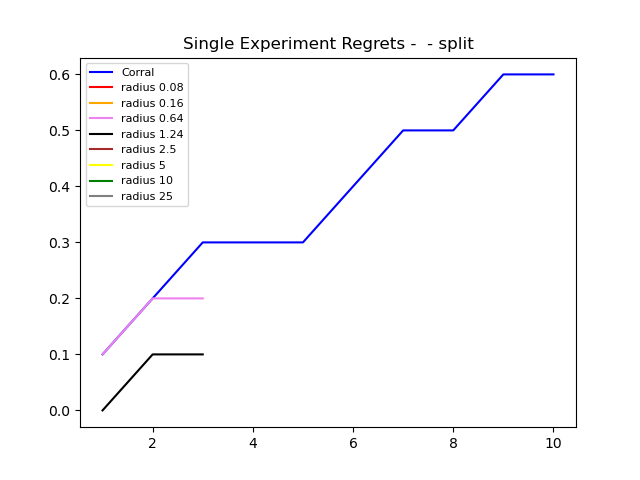 Single Experiment Regrets -  - split
Corral
radius 0.08
radius 0.16
radius 0.64
radius 1.24
radius 2.5
radius 5
radius 10
radius 25
0.6
0.5
0.4
0.3
0.2
0.1
0.0
2 4 6 8 10